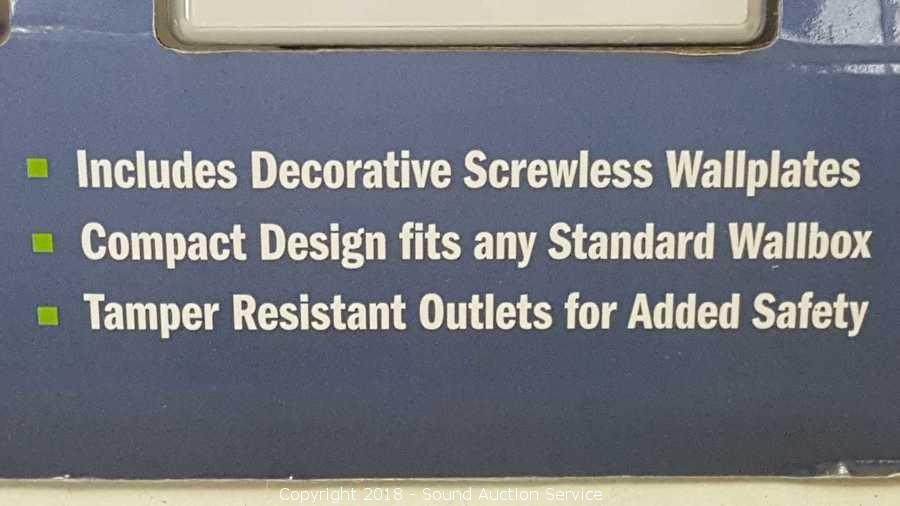 Includes Decorative Screwless Wallplates
Compact Design fits any Standard Wallbox
Tamper Resistant Outlets for Added Safety
Copyright 2018 - Sound Auction Service